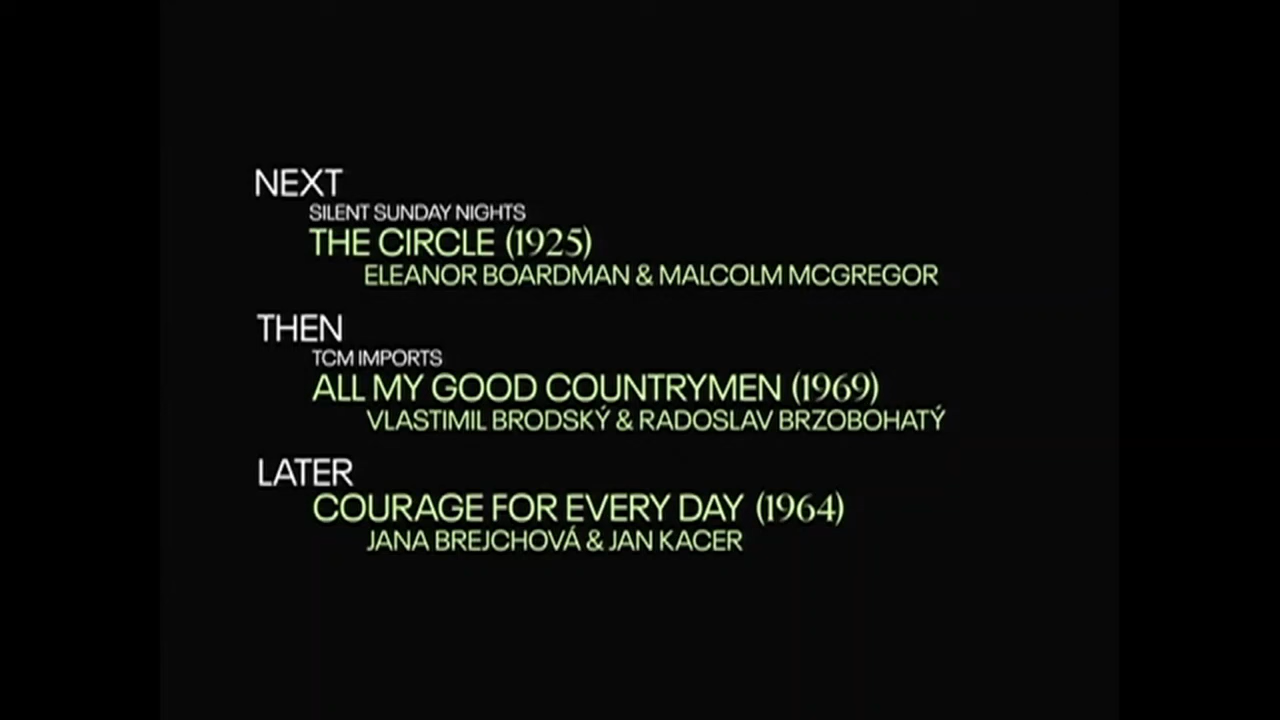 NEXT
SILENT SUNDAY NIGHTS
THE CIRCLE (1925)
ELEANOR BOARDMAN & MALCOLM MCGREGOR
THEN
TCM IMPORTS
ALL MY GOOD COUNTRYMEN (1969)
VLASTIMIL BRODSKÝ & RADOSLAV BRZOBOHATÝ
LATER
COURAGE FOR EVERY DAY (1964)
JANA BREJCHOVÁ & JAN KACER